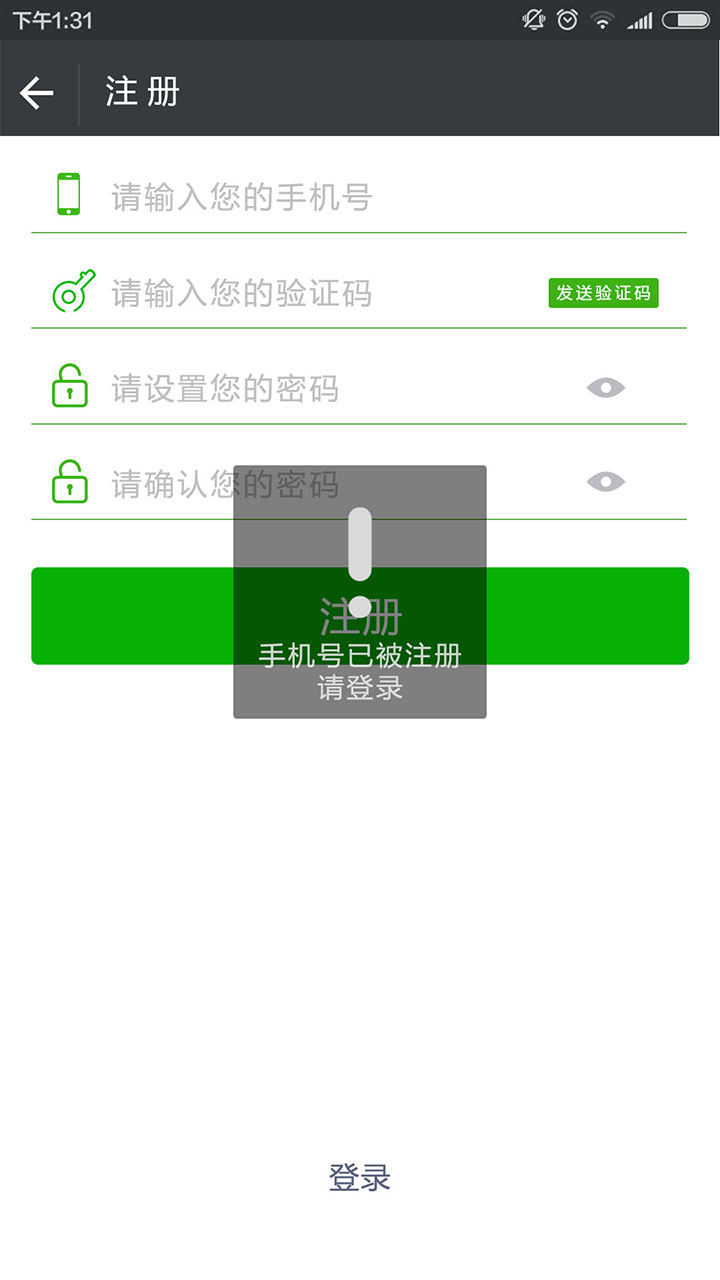 下午1:31
注册
请输入您的手机号
请输入您的验证码
发送验证码
请设置您的密码
请确认您的密码
注册
手机号已被注册
请登录
登录